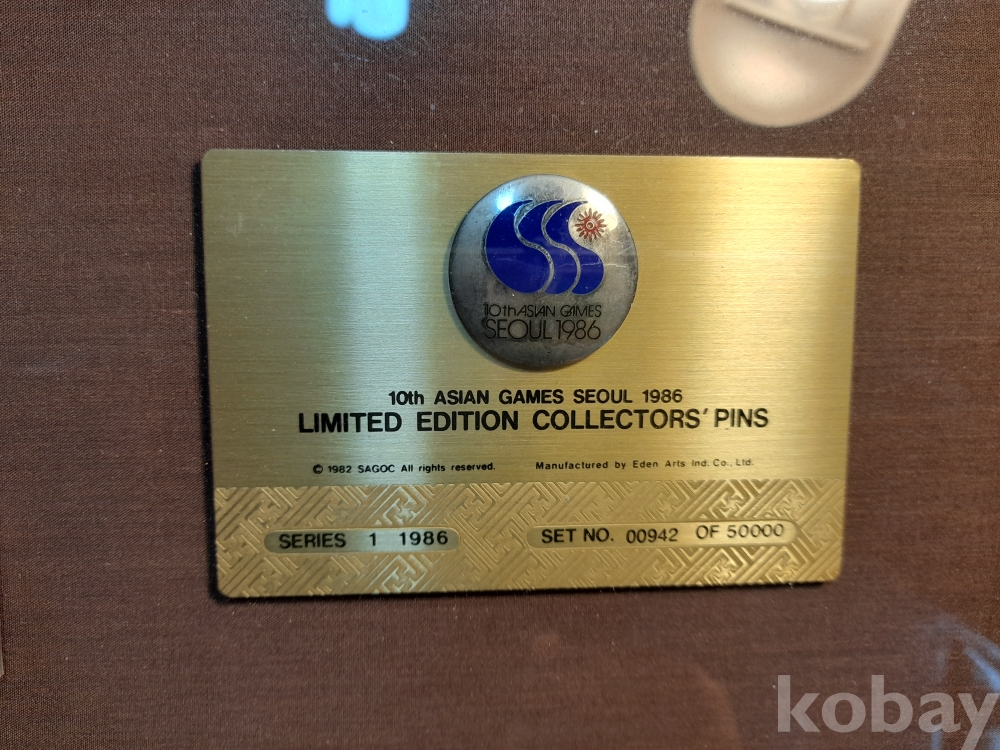 10th ASIAN GAMES
SEOUL 1986
10th ASIAN GAMES SEOUL 1986
LIMITED EDITION COLLECTORS' PINS
© 1982 SAGOC All rights reserved. Manufactured by Eden Arts Ind. Co., Ltd.
SERIES 1 1986 SET NO. 00942 OF 50000
kobay